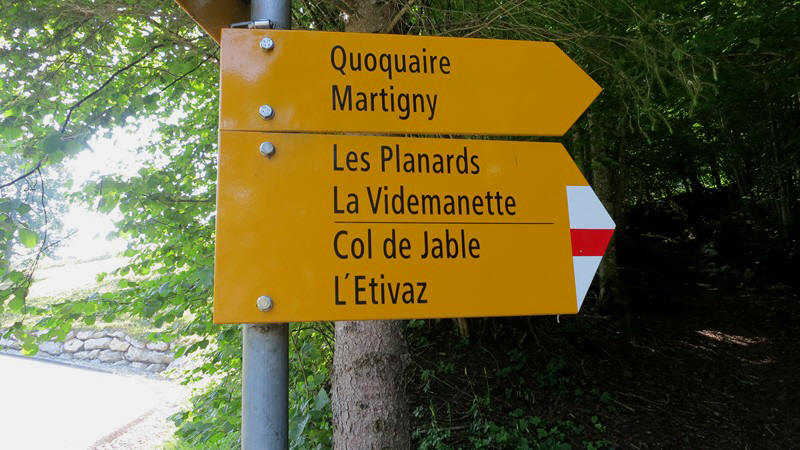 Quoquaire
Martigny
Les Planards
La Videmanette
Col de Jable
L´Etivaz